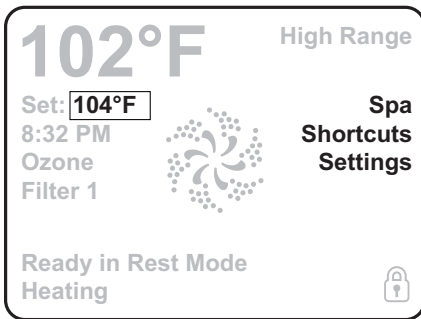 102°F
High Range
Set: 104°F
Spa
8:32 PM
Shortcuts
Ozone
Settings
Filter 1
Ready in Rest Mode
Heating